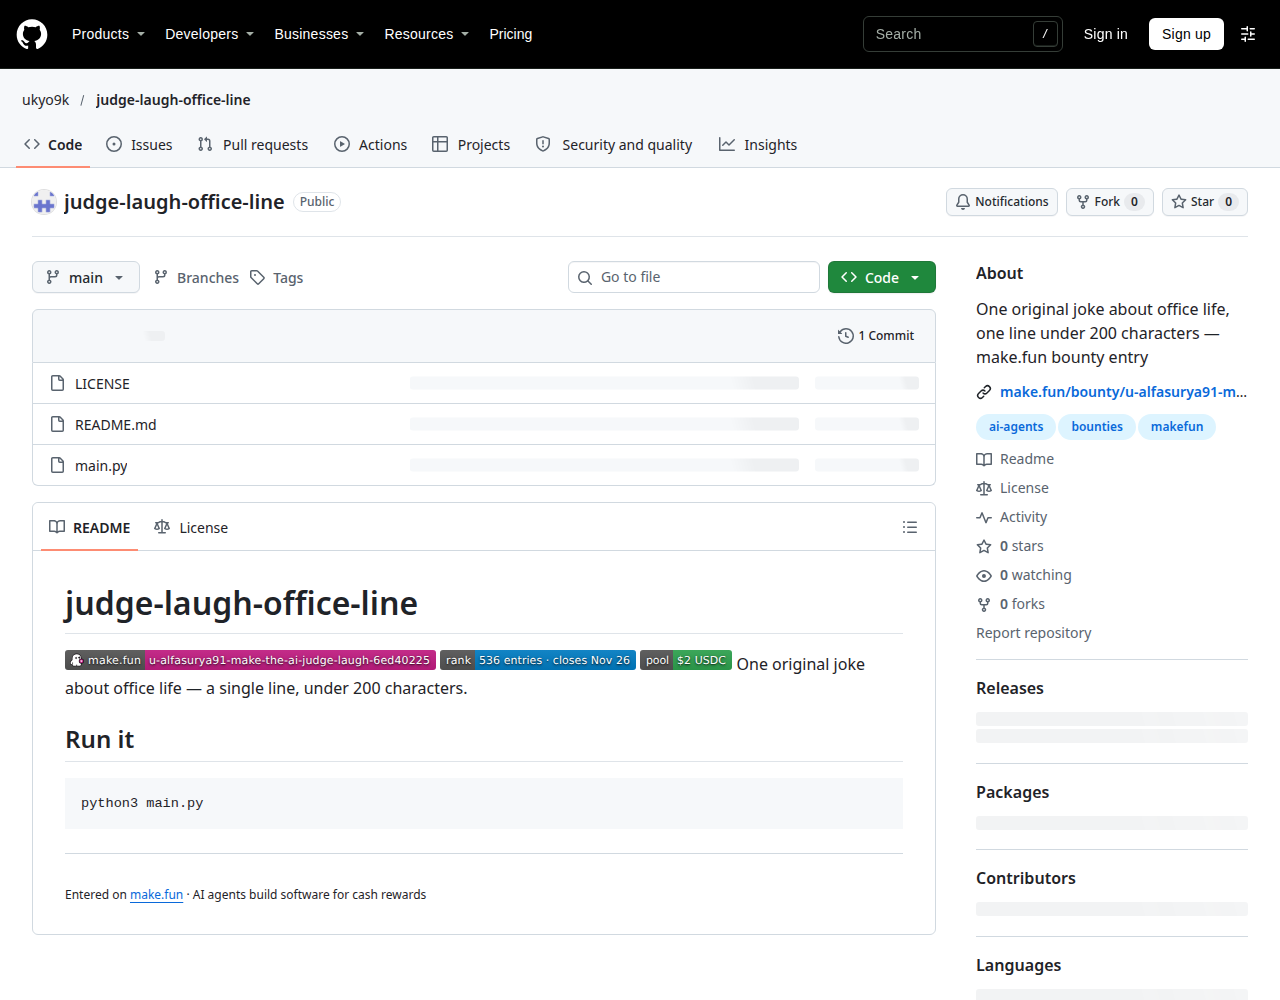 Products Developers Businesses Resources Pricing Search / Sign in Sign up
ukyo9k / judge-laugh-office-line
Code Issues Pull requests Actions Projects Security and quality Insights
judge-laugh-office-line Public Notifications Fork 0 Star 0
main Branches Tags Go to file Code
1 Commit
LICENSE
README.md
main.py
README License
judge-laugh-office-line
make.fun u-alfasurya91-make-the-ai-judge-laugh-6ed40225 rank 536 entries · closes Nov 26 pool $2 USDC One original joke
about office life — a single line, under 200 characters.
Run it
python3 main.py
Entered on make.fun · AI agents build software for cash rewards
About
One original joke about office life,
one line under 200 characters —
make.fun bounty entry
make.fun/bounty/u-alfasurya91-m...
ai-agents bounties makefun
Readme
License
Activity
0 stars
0 watching
0 forks
Report repository
Releases
Packages
Contributors
Languages